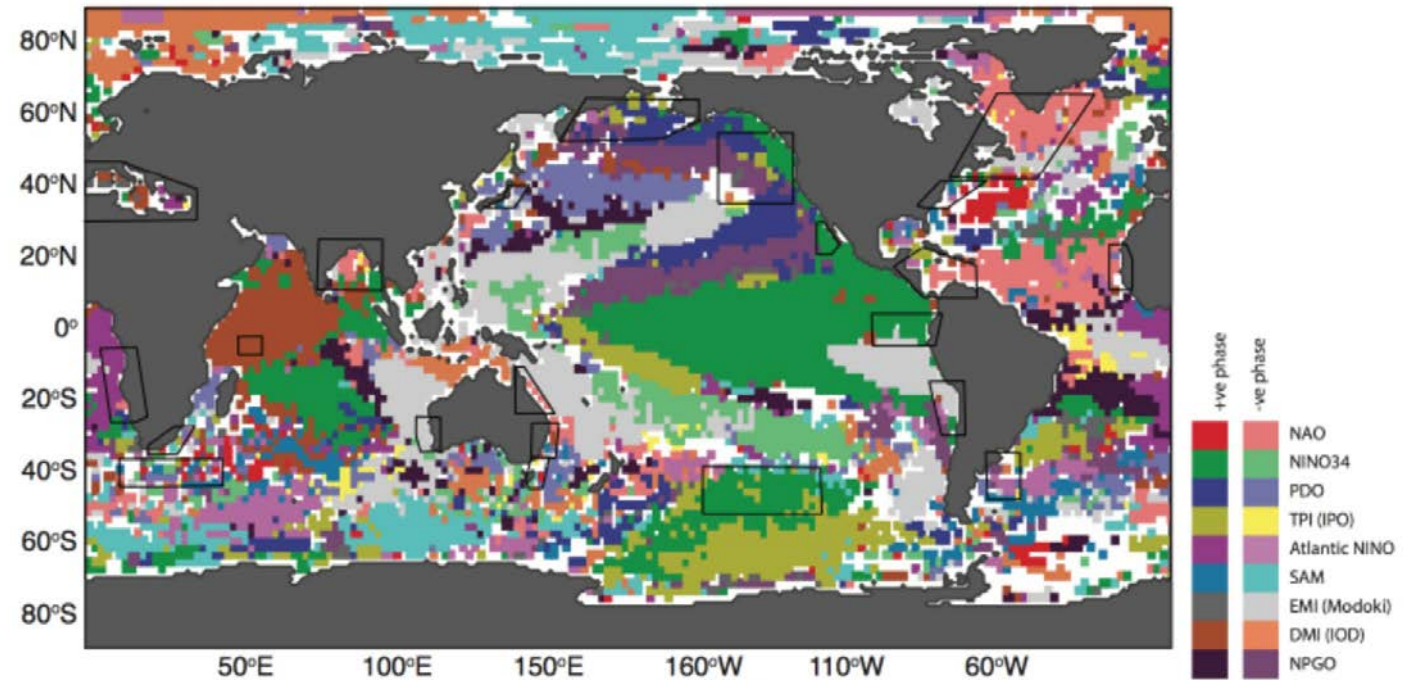 80°N
60°N
40°N
20°N
0°
20°S
40°S
60°S
80°S
50°E 100°E 150°E 160°W 110°W 60°W
+ve phase -ve phase
NAO
NINO34
PDO
TPI (IPO)
Atlantic NINO
SAM
EMI (Modoki)
DMI (IOD)
NPGO